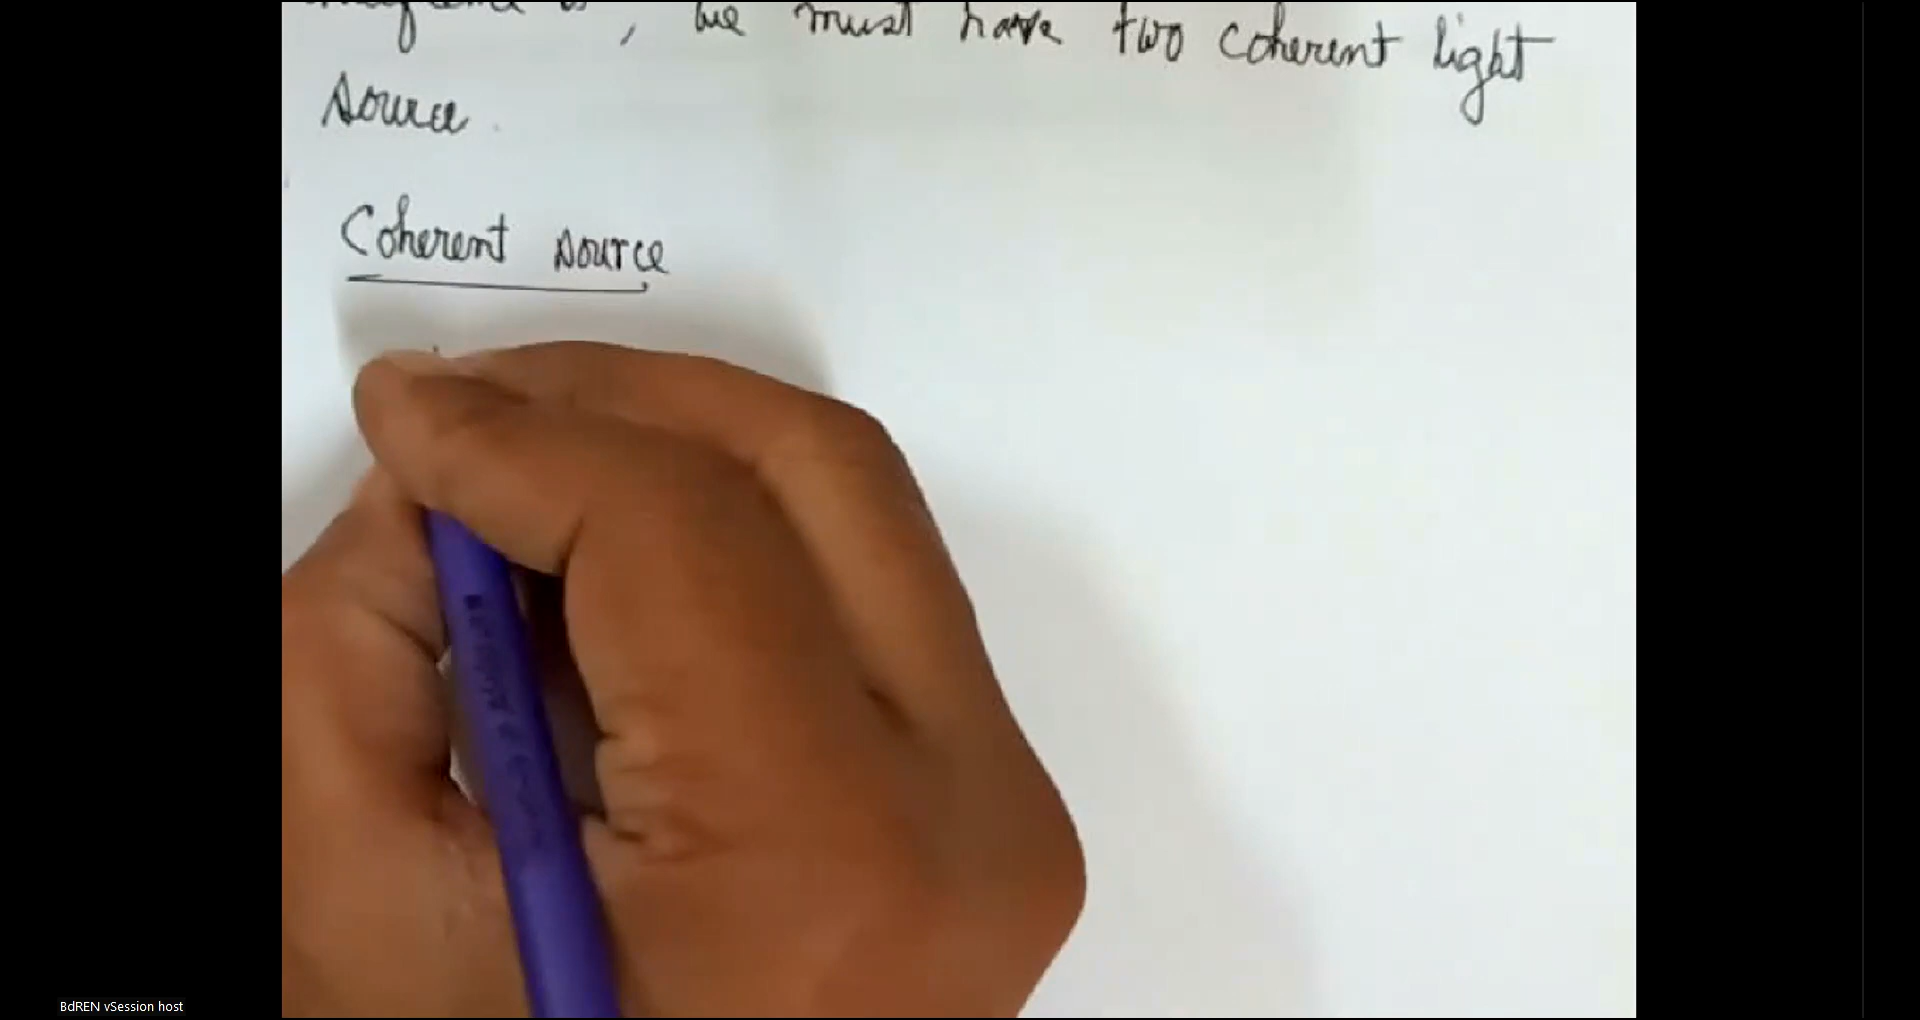 , we must have two coherent light
source.
Coherent source
BdREN vSession host